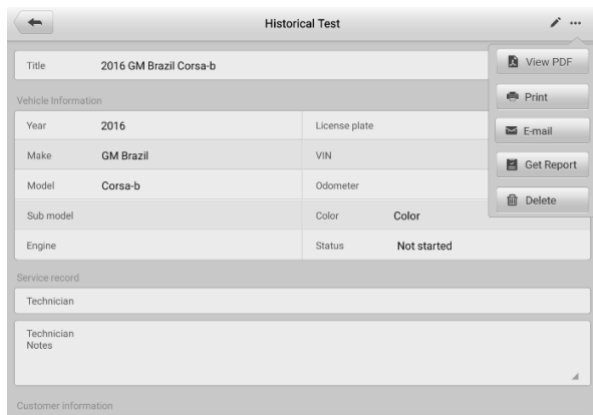 Historical Test
Title 2016 GM Brazil Corsa-b
View PDF
Vehicle Information
Print
Year 2016 License plate
E-mail
Make GM Brazil VIN
Get Report
Model Corsa-b Odometer
Delete
Sub model Color Color
Engine Status Not started
Service record
Technician
Technician
Notes
Customer information